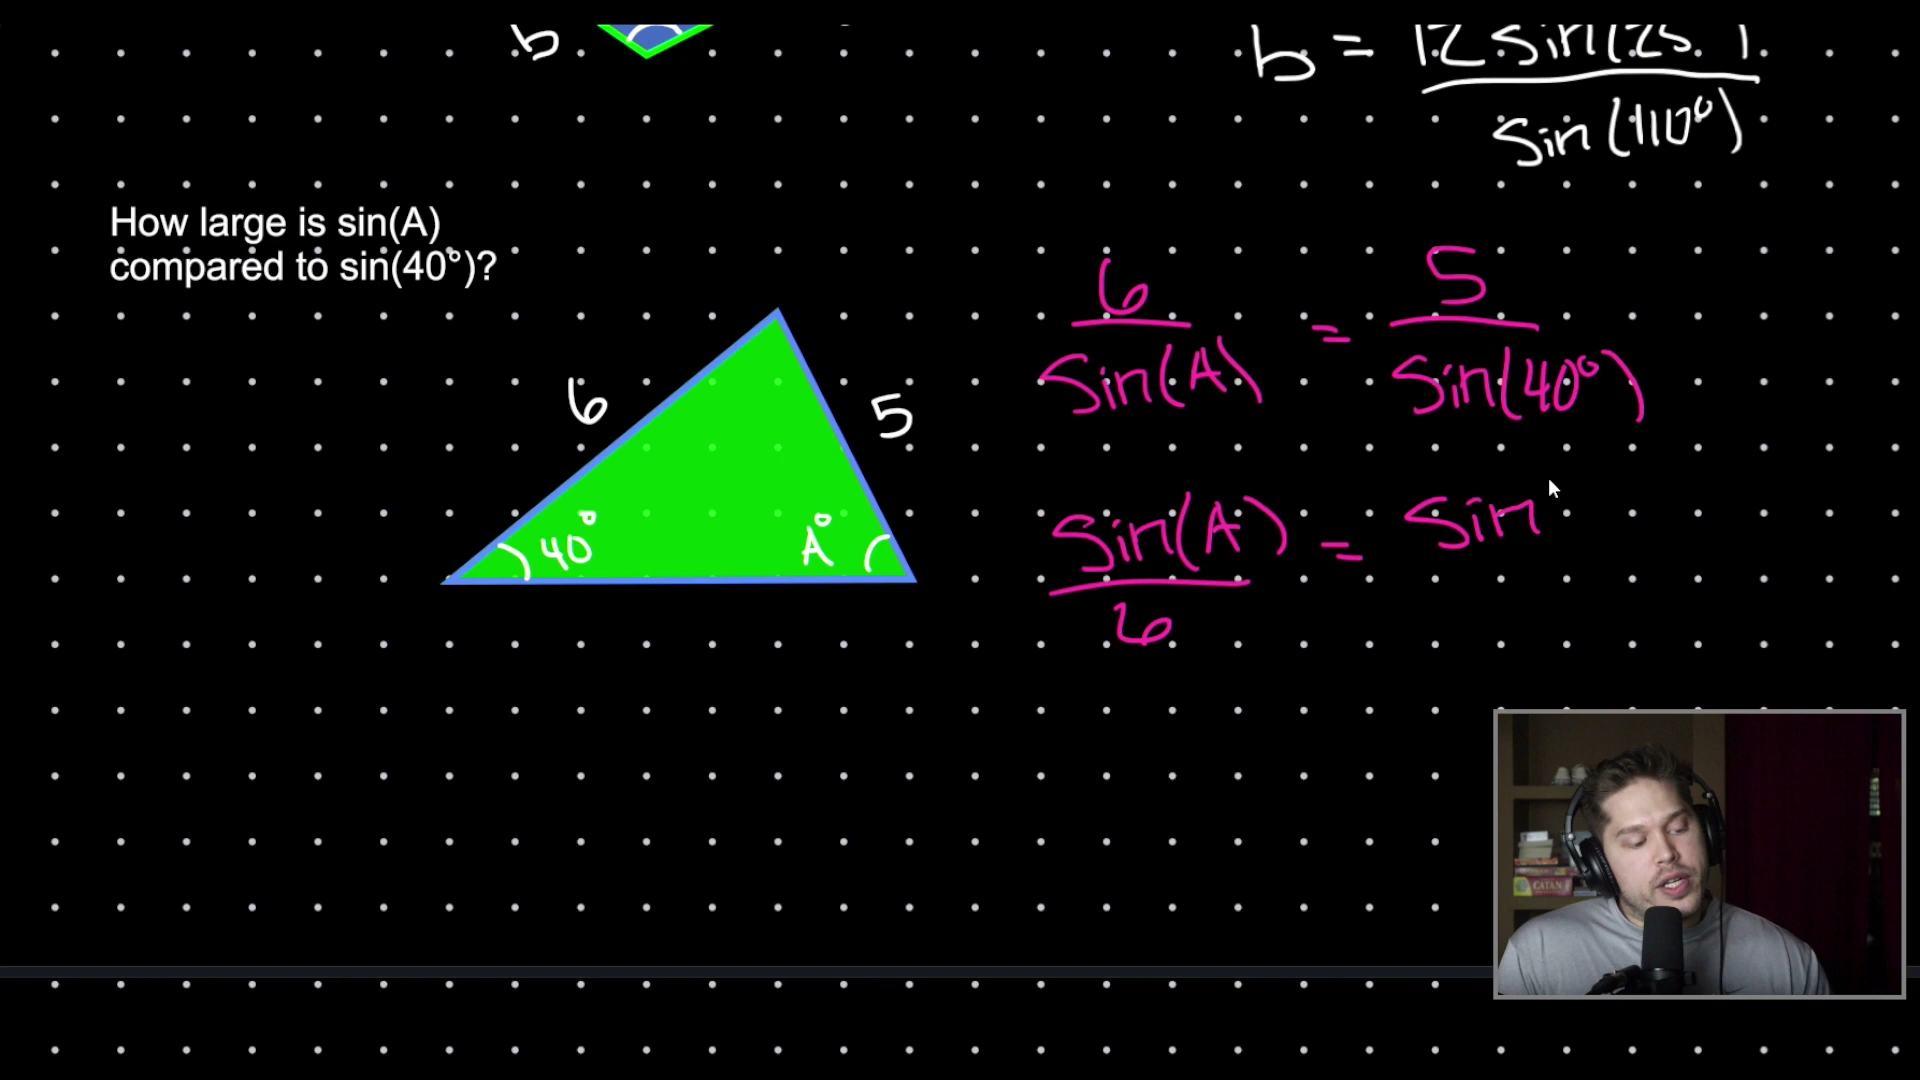 b
b = 12 sin(25°)
sin(110°)
How large is sin(A)
compared to sin(40°)?
6
5
40°
A°
6 = 5
sin(A) sin(40°)
sin(A) = sin
6
CATAN